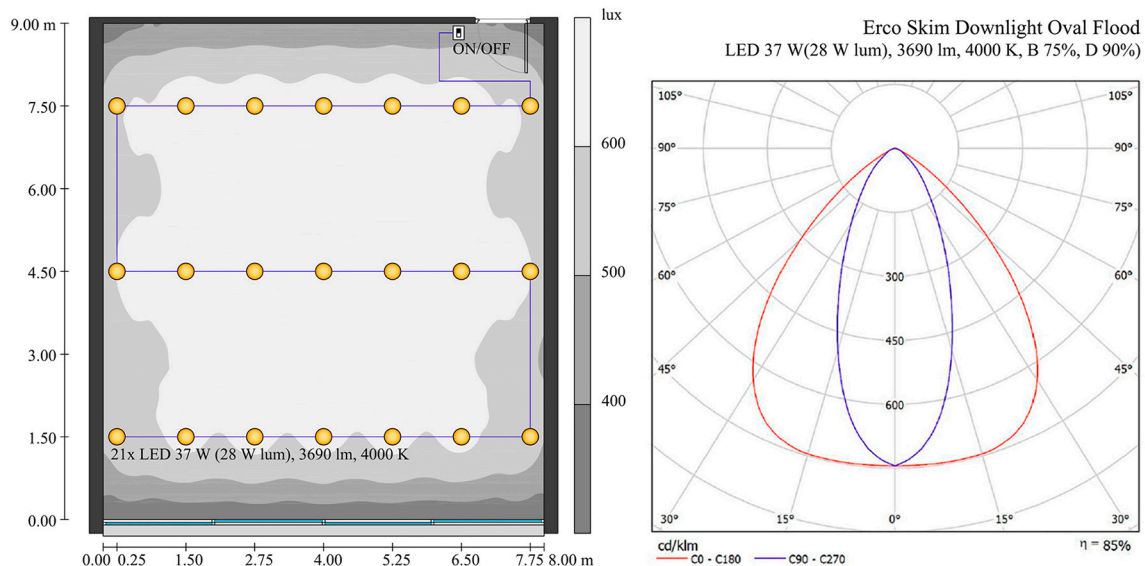 9.00 m
7.50
6.00
4.50
3.00
1.50
0.00
ON/OFF
21x LED 37 W (28 W lum), 3690 lm, 4000 K
0.00 0.25 1.50 2.75 4.00 5.25 6.50 7.75 8.00 m
lux
600
500
400
Erco Skim Downlight Oval Flood
LED 37 W(28 W lum), 3690 lm, 4000 K, B 75%, D 90%)
105° 105°
90° 90°
75° 75°
60° 300 60°
45° 450 45°
600
30° 15° 0° 15° 30°
cd/klm η = 85%
C0 - C180 C90 - C270